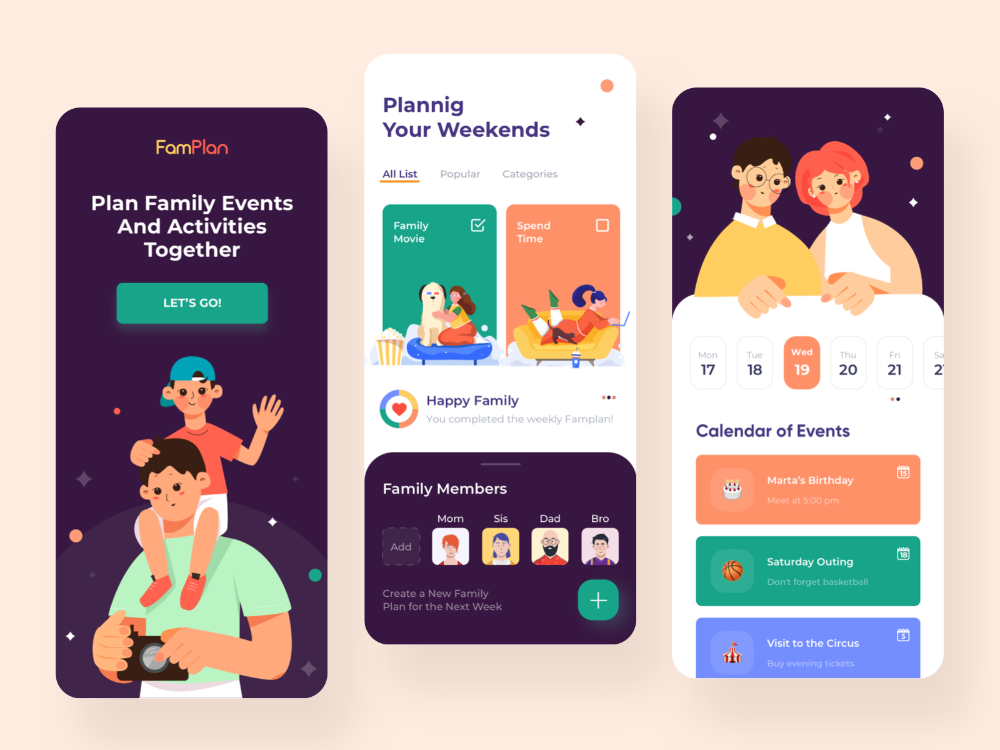 FamPlan
Plan Family Events
And Activities
Together
LET'S GO!
Plannig
Your Weekends
All List
Popular
Categories
Family
Movie
Spend
Time
Happy Family
You completed the weekly Famplan!
Family Members
Mom
Sis
Dad
Bro
Add
Create a New Family
Plan for the Next Week
Mon
17
Tue
18
Wed
19
Thu
20
Fri
21
Calendar of Events
Marta's Birthday
Meet at 5:00 pm
15
Saturday Outing
Don't forget basketball
18
Visit to the Circus
Buy evening tickets
5